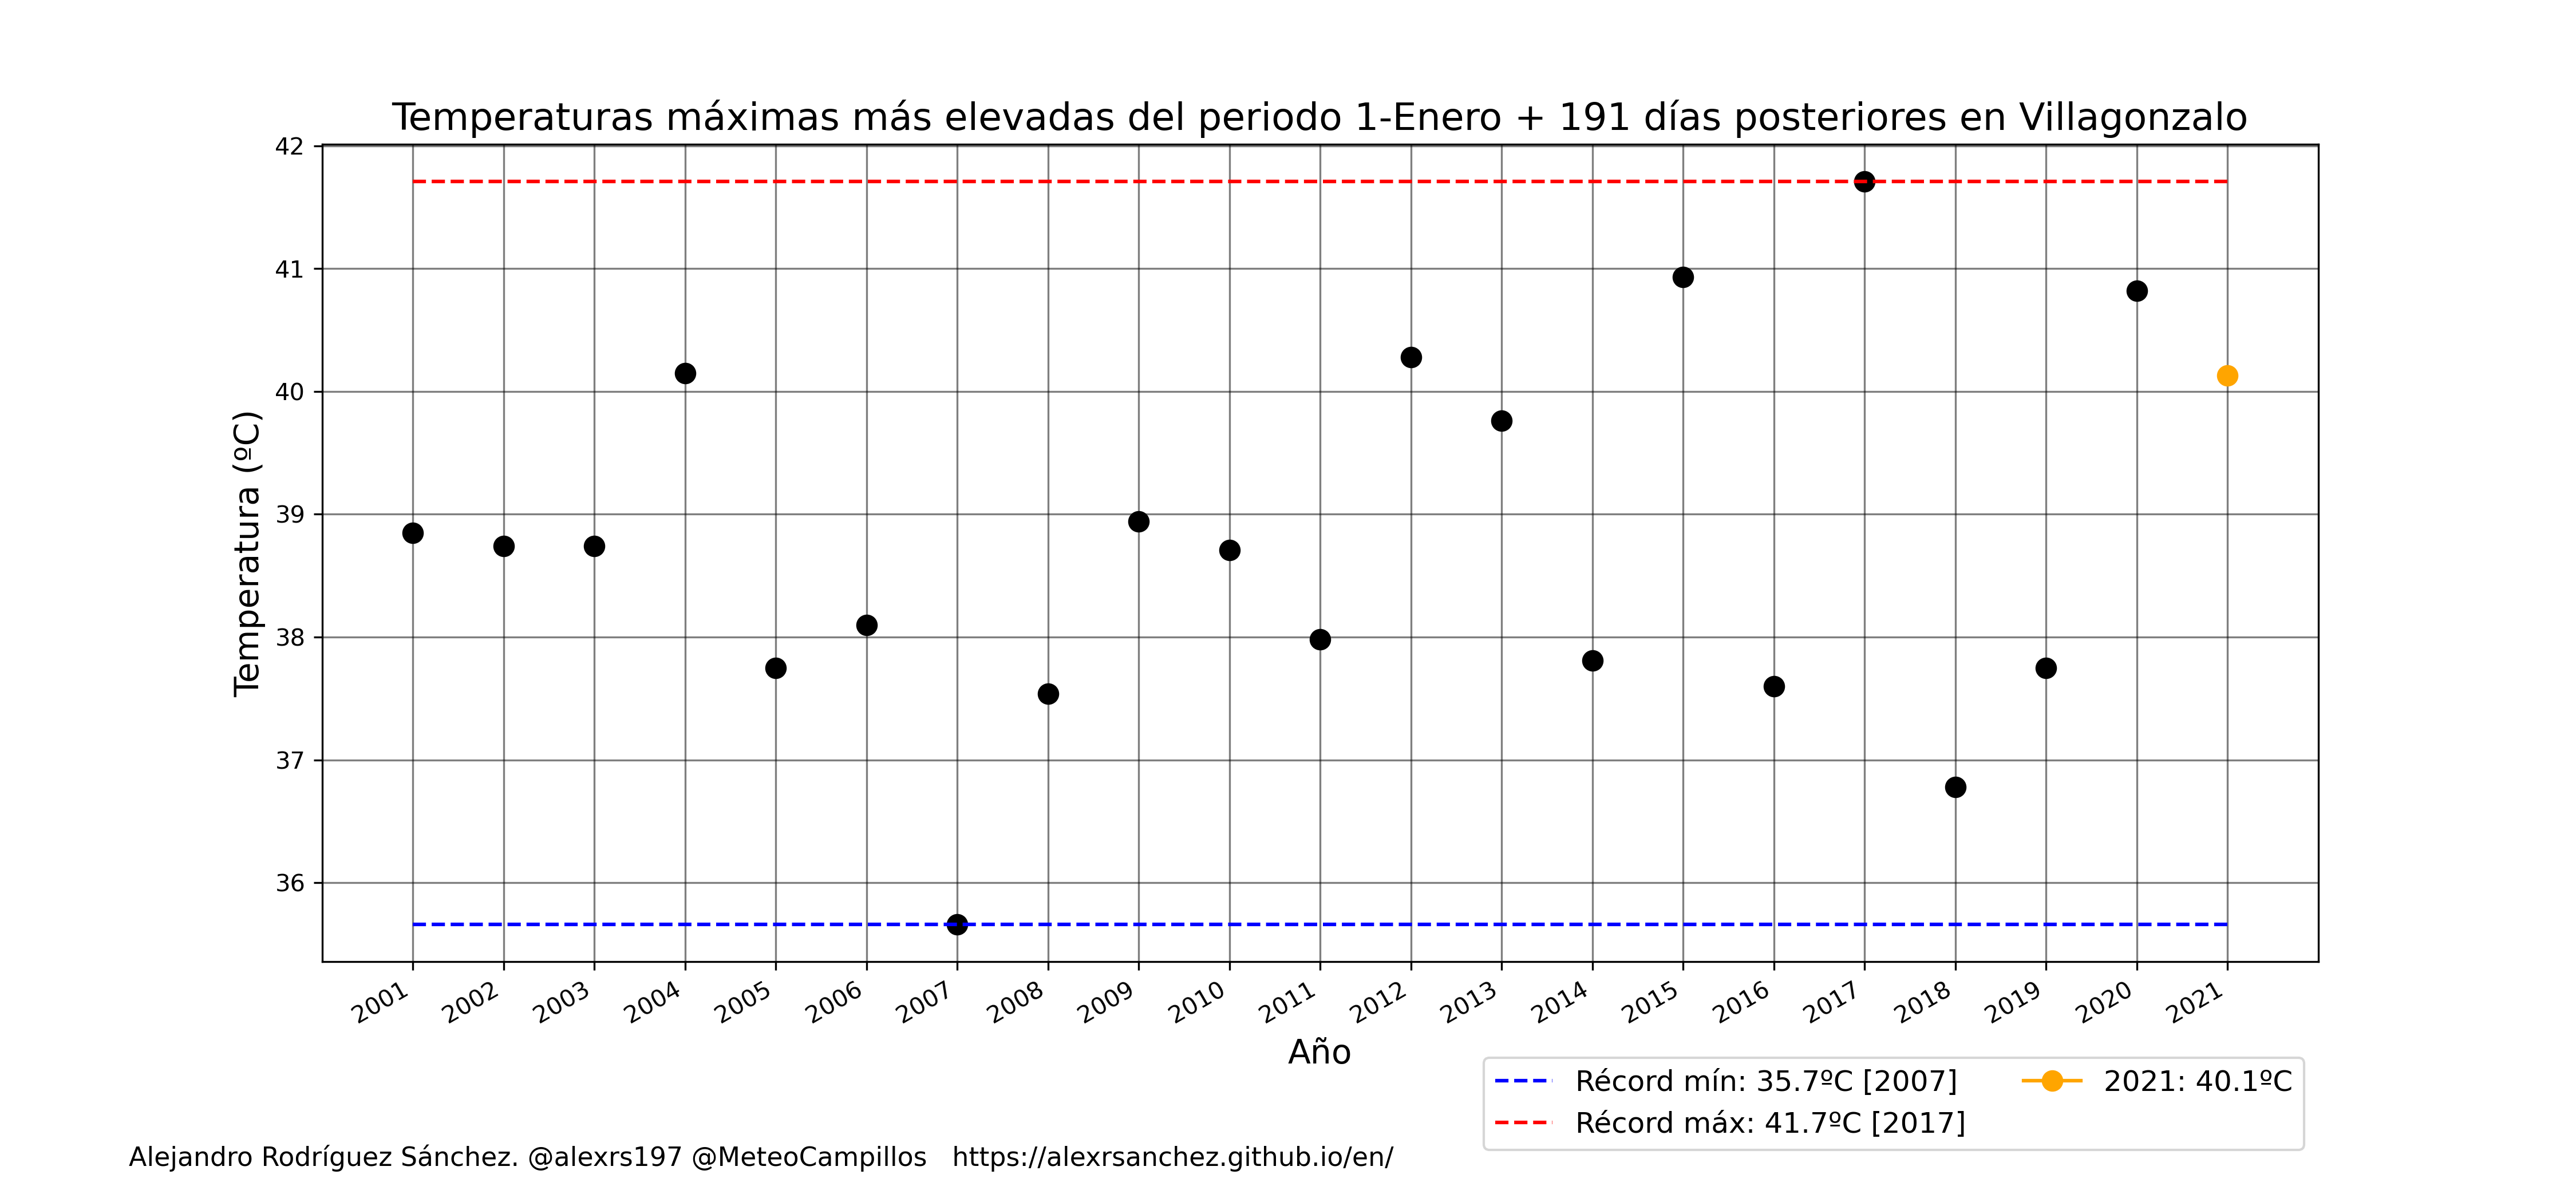 Temperaturas máximas más elevadas del periodo 1-Enero + 191 días posteriores en Villagonzalo
Temperatura (ºC)
42
41
40
39
38
37
36
2001 2002 2003 2004 2005 2006 2007 2008 2009 2010 2011 2012 2013 2014 2015 2016 2017 2018 2019 2020 2021
Año
Récord mín: 35.7ºC [2007]
Récord máx: 41.7ºC [2017]
2021: 40.1ºC
Alejandro Rodríguez Sánchez. @alexrs197 @MeteoCampillos https://alexrsanchez.github.io/en/